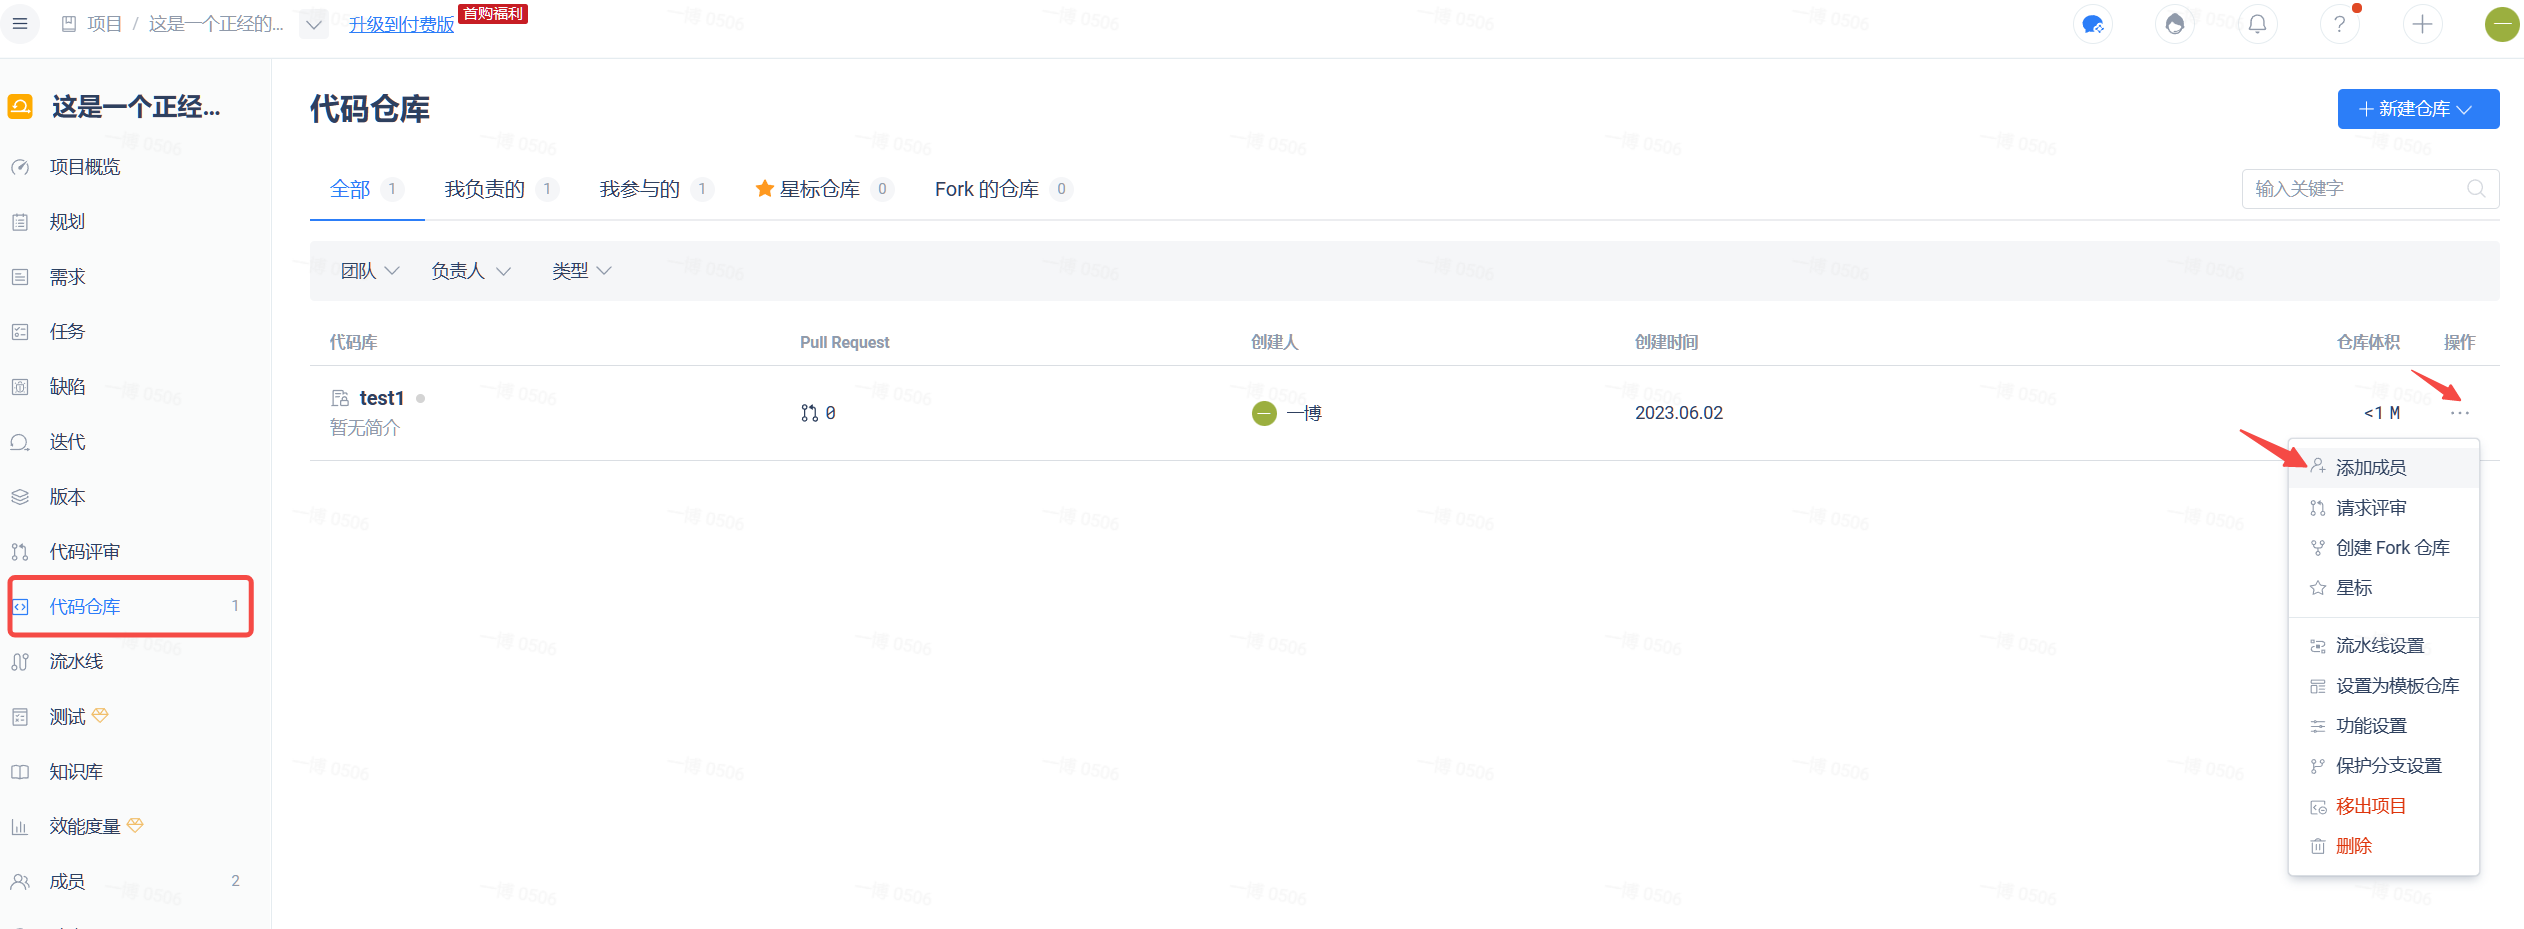 项目 / 这是一个正经的... 升级到付费版 首购福利
这是一个正经...
项目概览
规划
需求
任务
缺陷
迭代
版本
代码评审
代码仓库 1
流水线
测试
知识库
效能度量
成员 2
代码仓库
新建仓库
全部 1 我负责的 1 我参与的 1 星标仓库 0 Fork 的仓库 0
输入关键字
团队 负责人 类型
代码库 Pull Request 创建人 创建时间 仓库体积 操作
test1
暂无简介
0 一博 2023.06.02 <1 M ...
添加成员
请求评审
创建 Fork 仓库
星标
流水线设置
设置为模板仓库
功能设置
保护分支设置
移出项目
删除
一博 0506